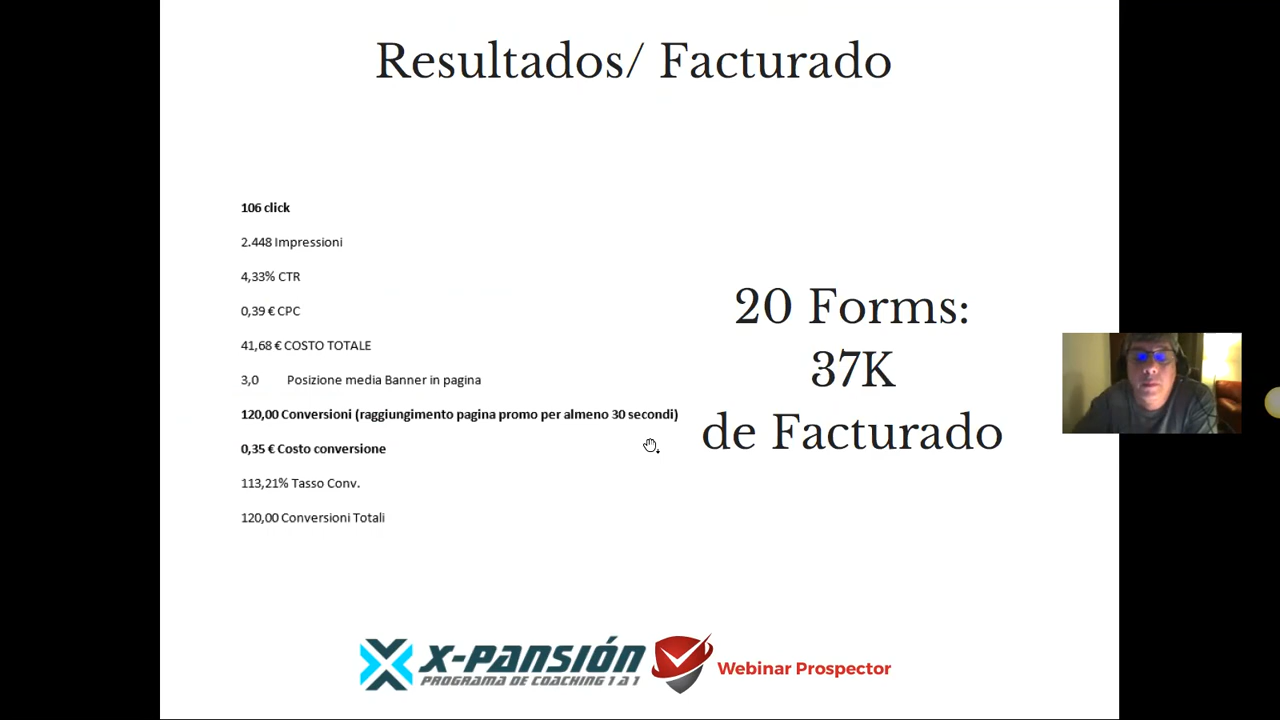 Resultados/ Facturado
106 click
2.448 Impressioni
4,33% CTR
0,39 € CPC
41,68 € COSTO TOTALE
3,0 Posizione media Banner in pagina
120,00 Conversioni (raggiungimento pagina promo per almeno 30 secondi)
0,35 € Costo conversione
113,21% Tasso Conv.
120,00 Conversioni Totali
20 Forms:
37K
de Facturado
X-PANSIÓN
PROGRAMA DE COACHING 1 A 1
Webinar Prospector